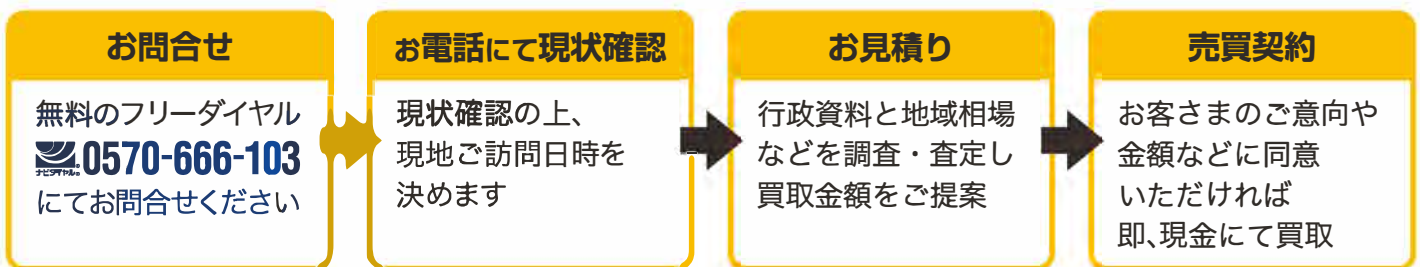 お問合せ
無料のフリーダイヤル
ナビダイヤル。0570-666-103
にてお問合せください
お電話にて現状確認
現状確認の上、
現地ご訪問日時を
決めます
お見積り
行政資料と地域相場
などを調査・査定し
買取金額をご提案
売買契約
お客さまのご意向や
金額などに同意
いただければ
即、現金にて買取